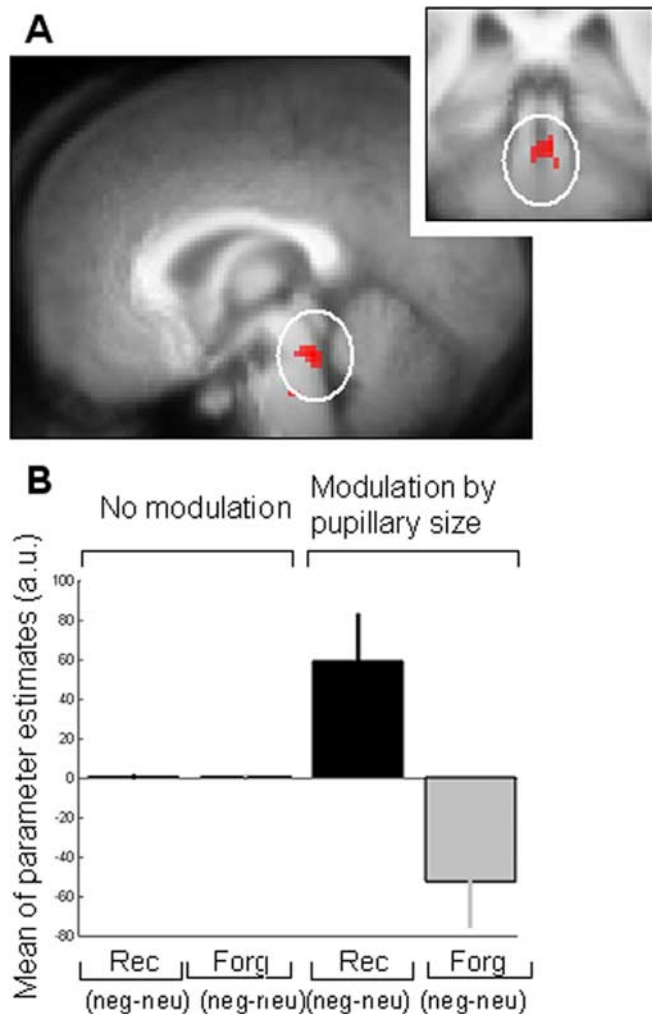 A
B
No modulation
Modulation by
pupillary size
Mean of parameter estimates (a.u.)
100
80
60
40
20
0
-20
-40
-60
-80
Rec
Forg
Rec
Forg
(neg-neu)
(neg-neu)
(neg-neu)
(neg-neu)